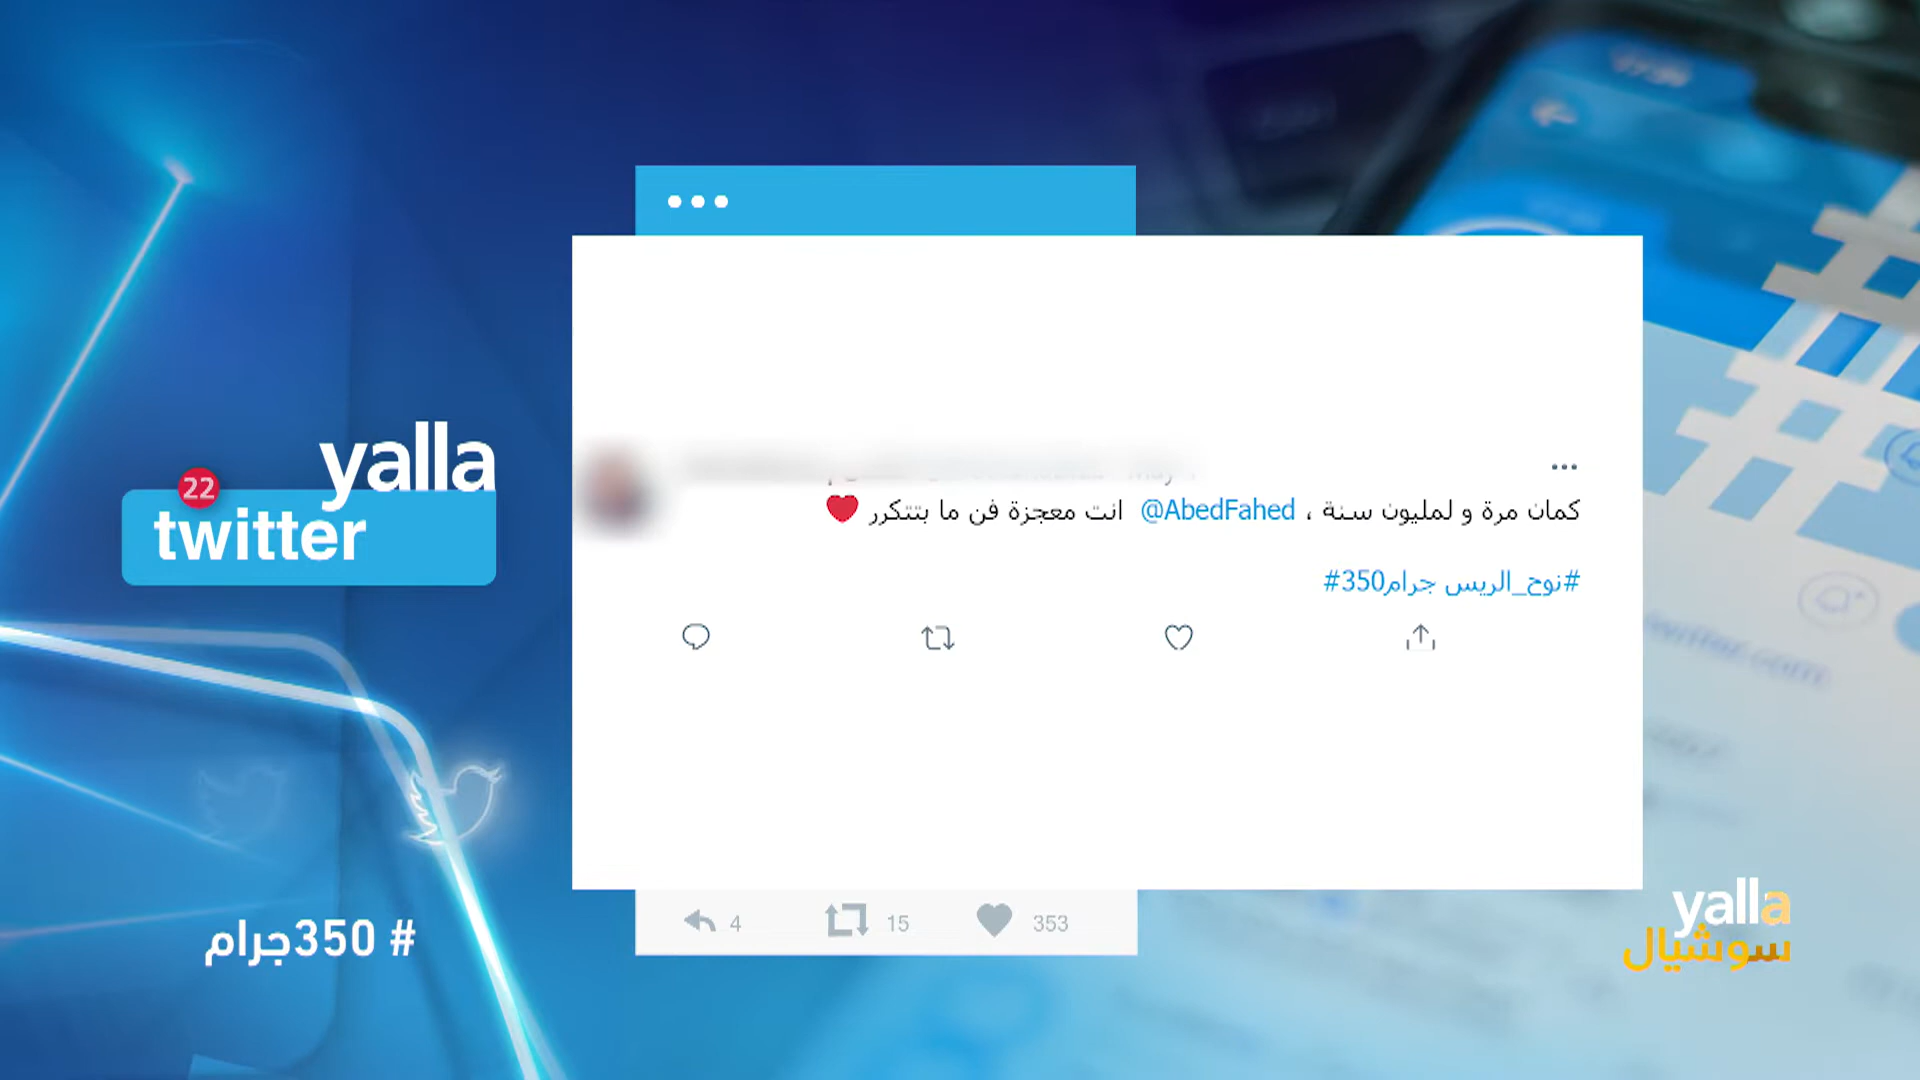 yalla
22
twitter
كمان مرة و لمليون سنة ، @AbedFahed انت معجزة فن ما بتتكرر ❤️
#نوح_الريس جرام350#
4 15 353
# 350جرام
yalla
سوشيال